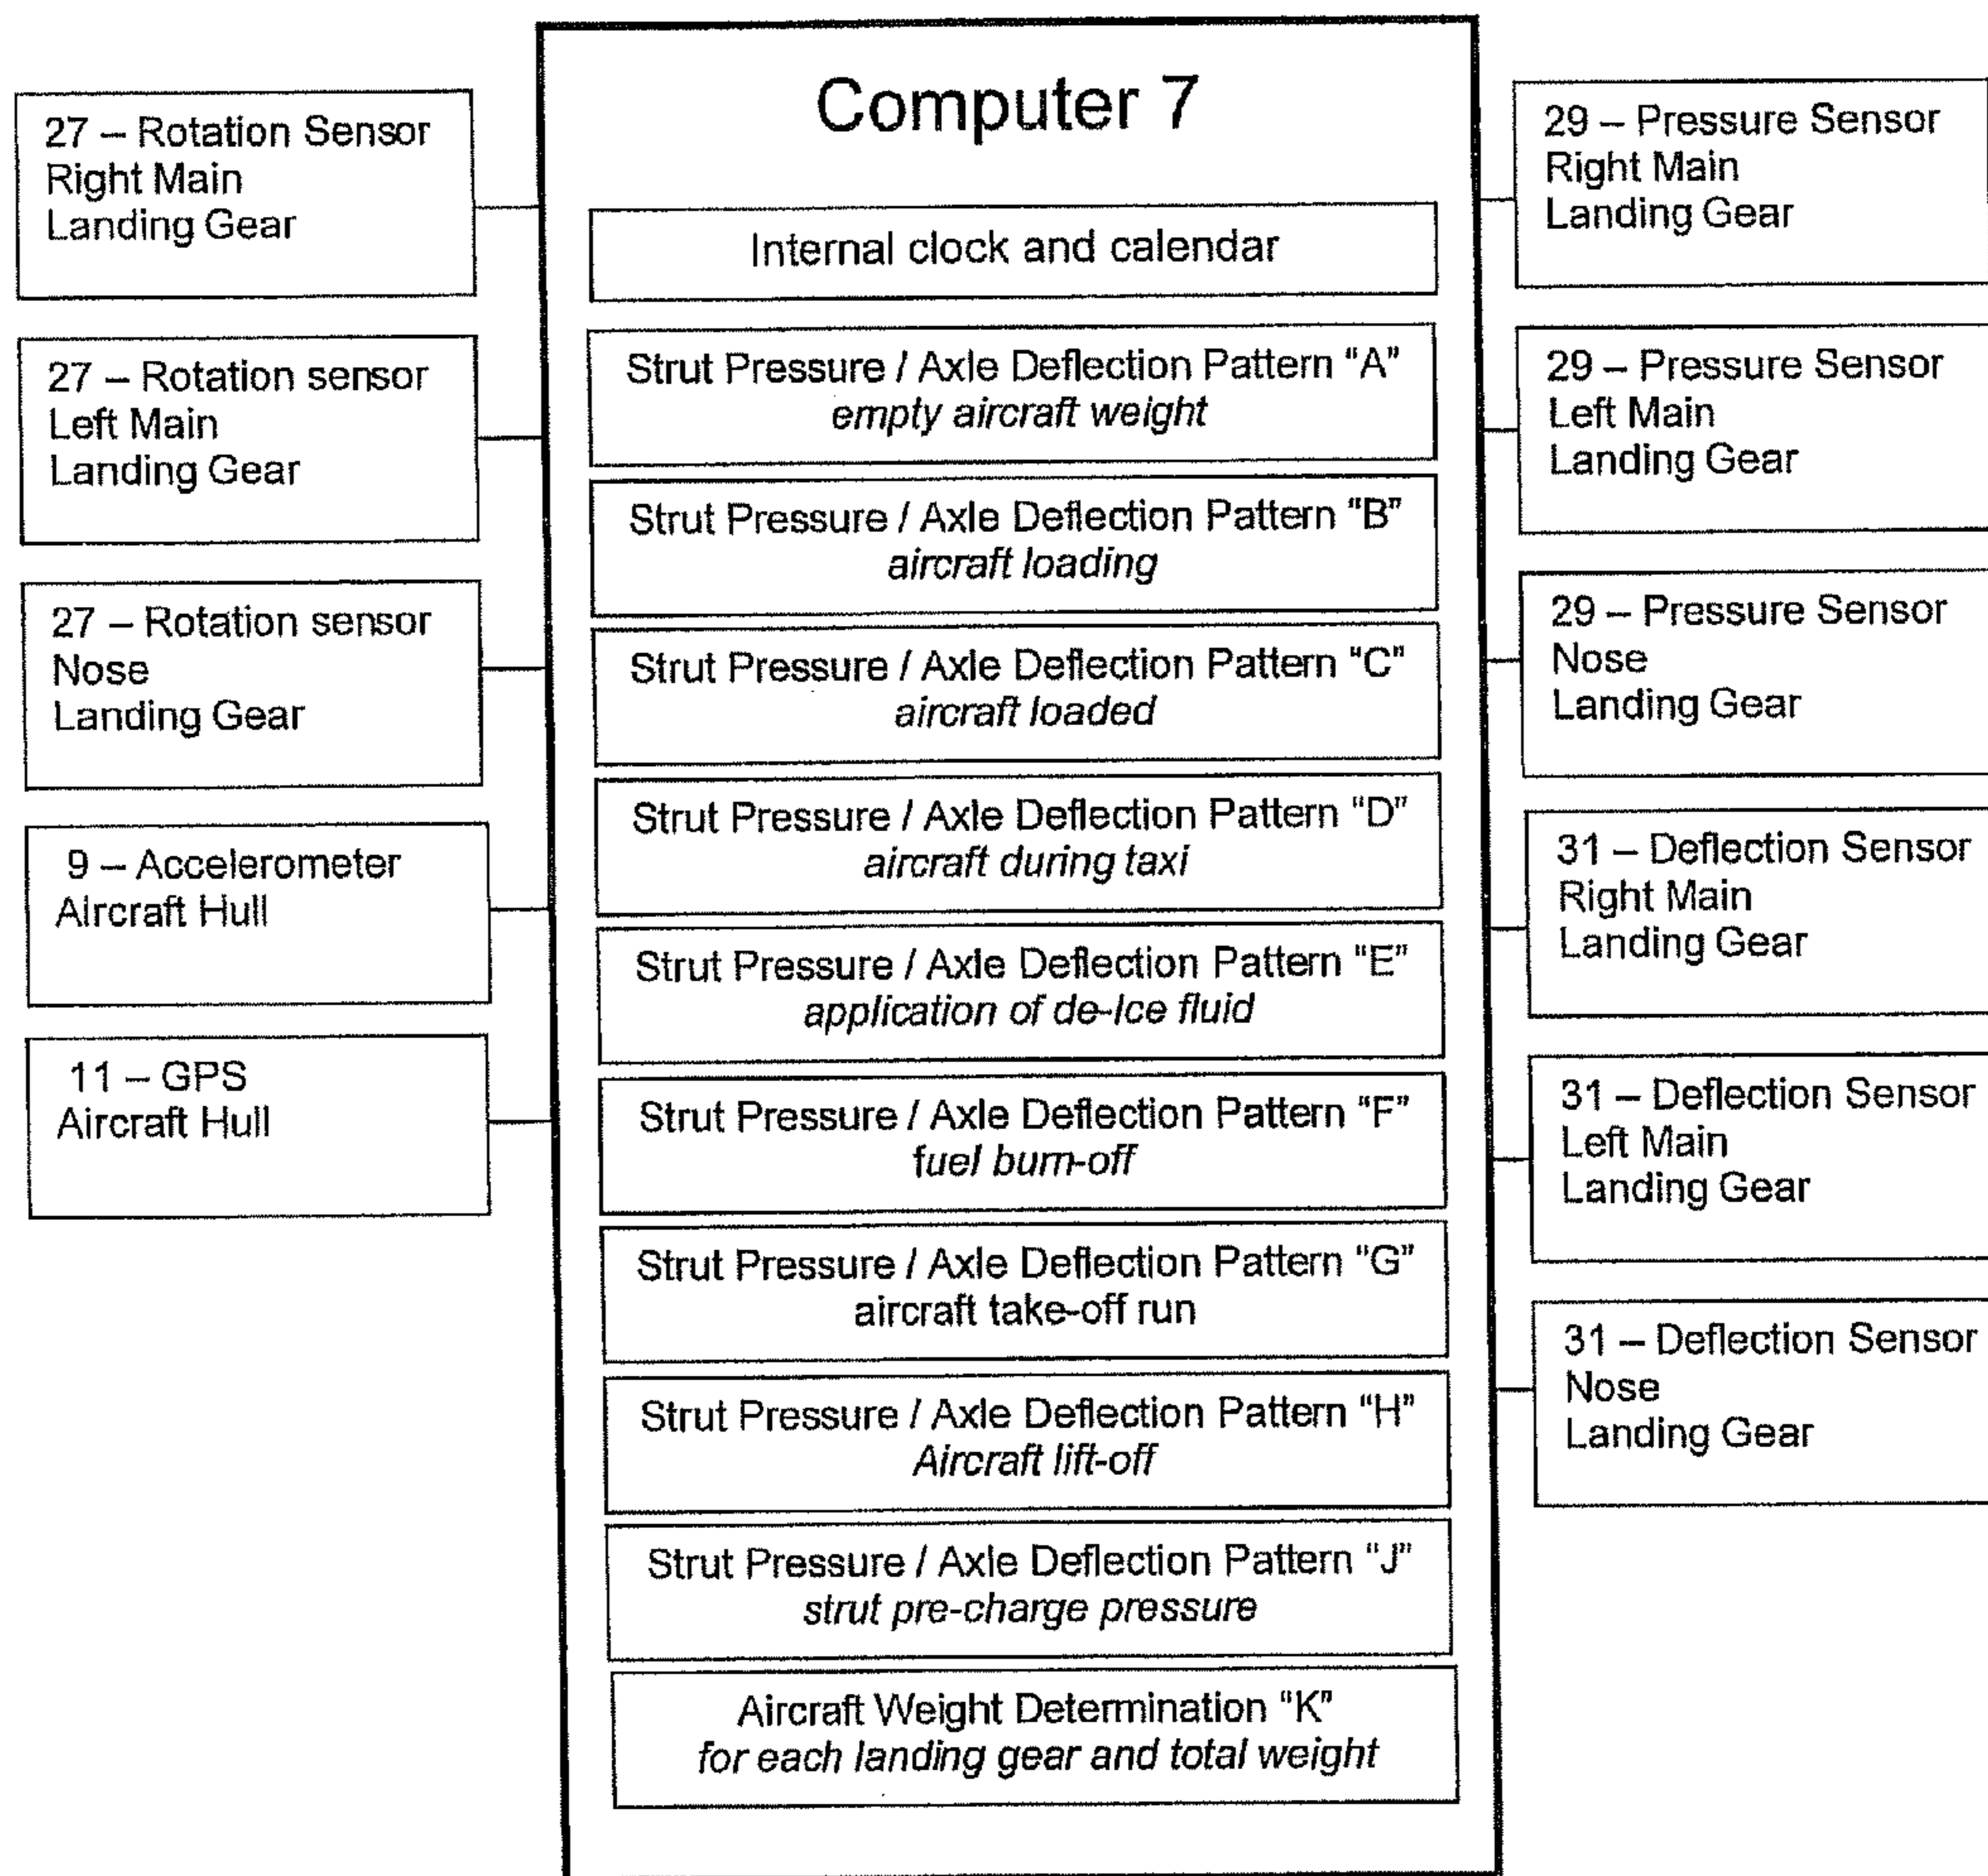 Computer 7
27 – Rotation Sensor
Right Main
Landing Gear
27 – Rotation sensor
Left Main
Landing Gear
27 – Rotation sensor
Nose
Landing Gear
9 – Accelerometer
Aircraft Hull
11 – GPS
Aircraft Hull
Internal clock and calendar
Strut Pressure / Axle Deflection Pattern “A”
empty aircraft weight
Strut Pressure / Axle Deflection Pattern “B”
aircraft loading
Strut Pressure / Axle Deflection Pattern “C”
aircraft loaded
Strut Pressure / Axle Deflection Pattern “D”
aircraft during taxi
Strut Pressure / Axle Deflection Pattern “E”
application of de-Ice fluid
Strut Pressure / Axle Deflection Pattern “F”
fuel burn-off
Strut Pressure / Axle Deflection Pattern “G”
aircraft take-off run
Strut Pressure / Axle Deflection Pattern “H”
Aircraft lift-off
Strut Pressure / Axle Deflection Pattern “J”
strut pre-charge pressure
Aircraft Weight Determination “K”
for each landing gear and total weight
29 – Pressure Sensor
Right Main
Landing Gear
29 – Pressure Sensor
Left Main
Landing Gear
29 – Pressure Sensor
Nose
Landing Gear
31 – Deflection Sensor
Right Main
Landing Gear
31 – Deflection Sensor
Left Main
Landing Gear
31 – Deflection Sensor
Nose
Landing Gear